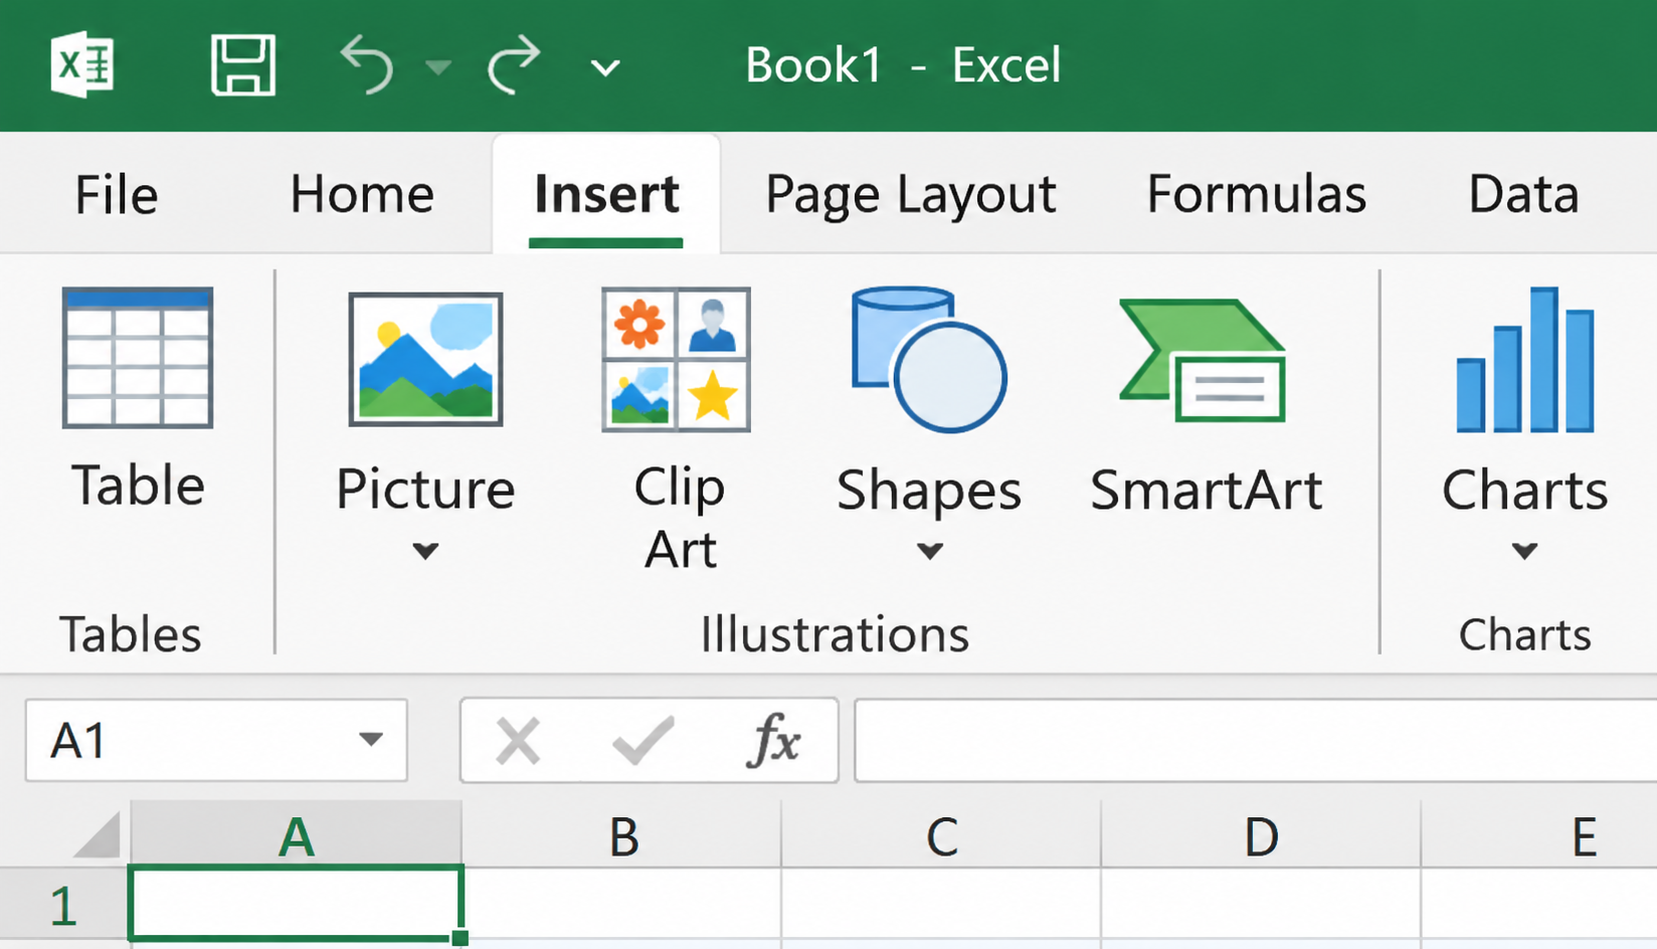 Book1 - Excel
File Home Insert Page Layout Formulas Data
Table Picture Clip Art Shapes SmartArt Charts
Tables Illustrations Charts
A1 fx
A B C D E
1